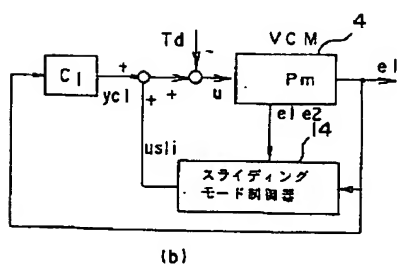 Td
VCM
4
C1
yc1
u
Pm
e1
e1 e2
14
usli
スライディング
モード制御器
+
+
+
-
(b)